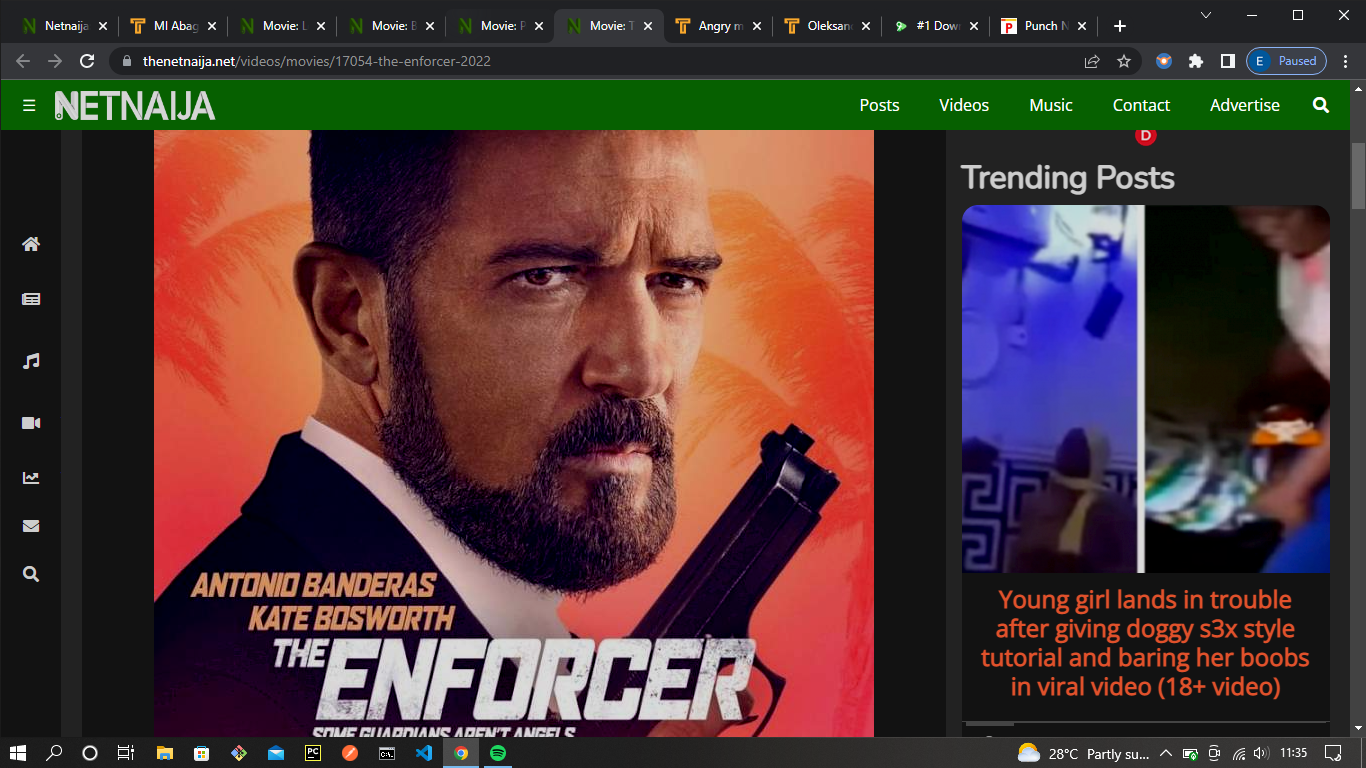 Netnaija
MI Abag
Movie: L
Movie: B
Movie: P
Movie: T
Angry m
Oleksan
#1 Dow
Punch N
thenetnaija.net/videos/movies/17054-the-enforcer-2022
E Paused
NETNAIJA
Posts
Videos
Music
Contact
Advertise
D
Trending Posts
ANTONIO BANDERAS
KATE BOSWORTH
THE ENFORCER
SOME GUARDIANS AREN'T ANGELS
Young girl lands in trouble
after giving doggy s3x style
tutorial and baring her boobs
in viral video (18+ video)
PC
28°C Partly su...
11:35